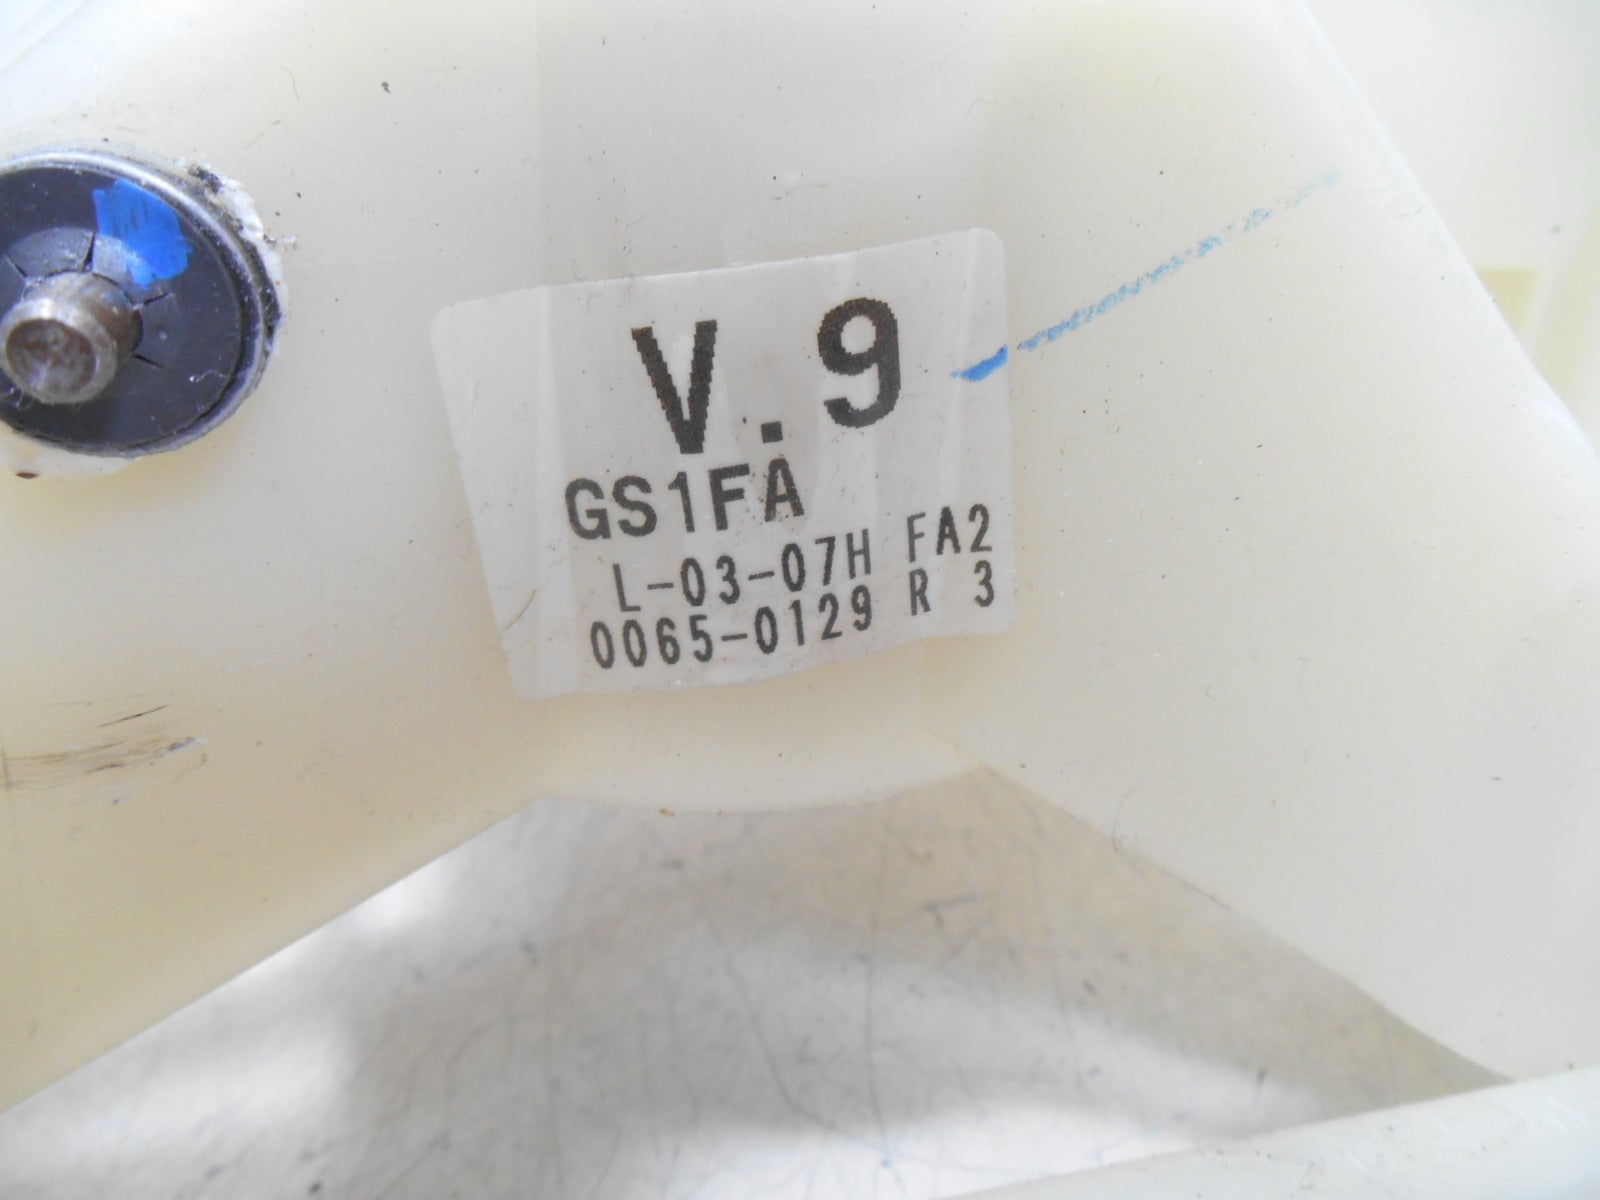 V.9
GS1FA
L-03-07H FA2
0065-0129 R 3